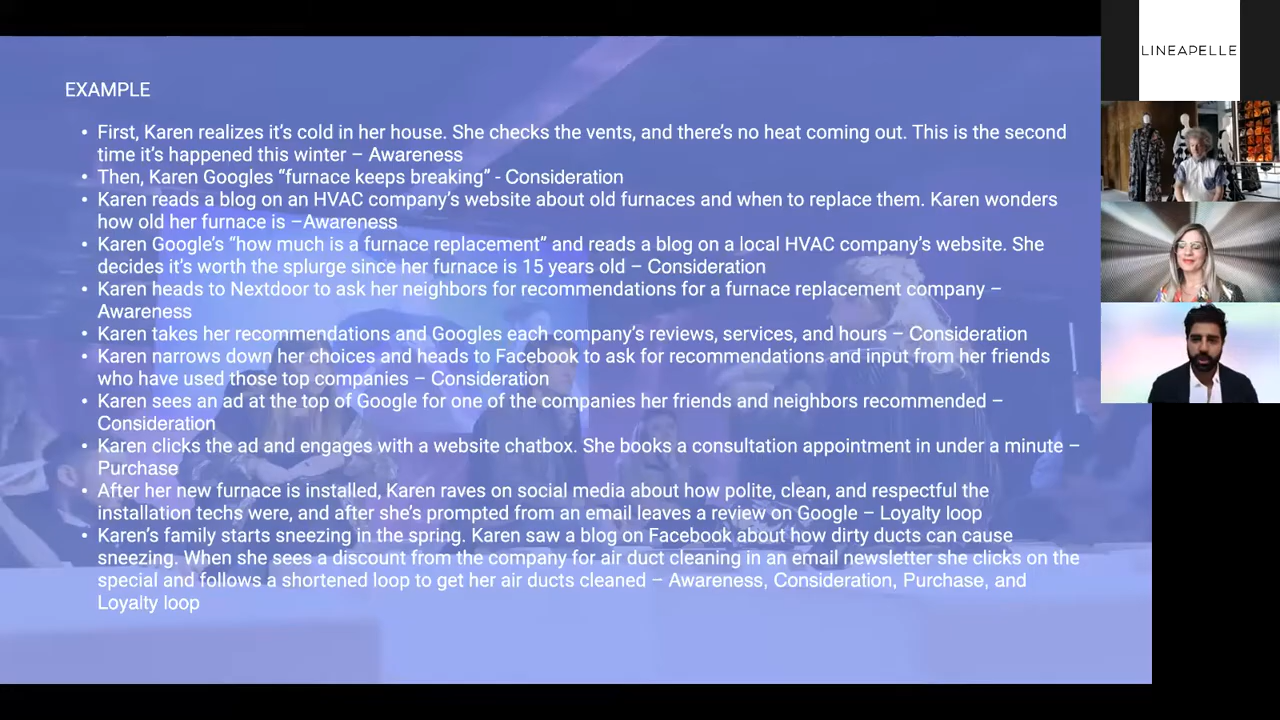 EXAMPLE
• First, Karen realizes it's cold in her house. She checks the vents, and there's no heat coming out. This is the second
time it's happened this winter – Awareness
• Then, Karen Googles "furnace keeps breaking" - Consideration
• Karen reads a blog on an HVAC company's website about old furnaces and when to replace them. Karen wonders
how old her furnace is –Awareness
• Karen Google's "how much is a furnace replacement" and reads a blog on a local HVAC company's website. She
decides it's worth the splurge since her furnace is 15 years old – Consideration
• Karen heads to Nextdoor to ask her neighbors for recommendations for a furnace replacement company –
Awareness
• Karen takes her recommendations and Googles each company's reviews, services, and hours – Consideration
• Karen narrows down her choices and heads to Facebook to ask for recommendations and input from her friends
who have used those top companies – Consideration
• Karen sees an ad at the top of Google for one of the companies her friends and neighbors recommended –
Consideration
• Karen clicks the ad and engages with a website chatbox. She books a consultation appointment in under a minute –
Purchase
• After her new furnace is installed, Karen raves on social media about how polite, clean, and respectful the
installation techs were, and after she's prompted from an email leaves a review on Google – Loyalty loop
• Karen's family starts sneezing in the spring. Karen saw a blog on Facebook about how dirty ducts can cause
sneezing. When she sees a discount from the company for air duct cleaning in an email newsletter she clicks on the
special and follows a shortened loop to get her air ducts cleaned – Awareness, Consideration, Purchase, and
Loyalty loop
LINEAPELLE